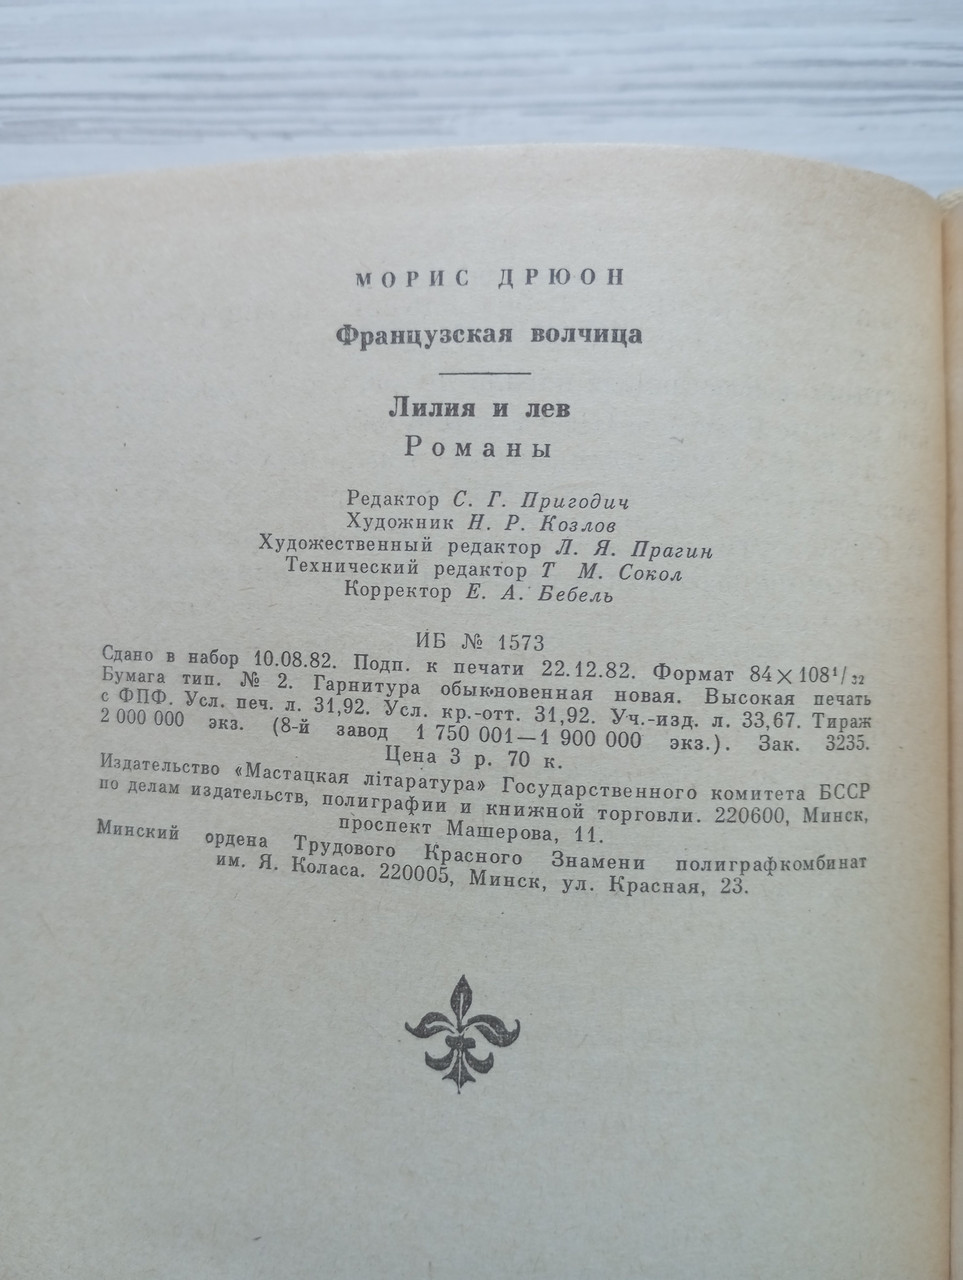 МОРИС ДРЮОН
Французская волчица
Лилия и лев
Романы
Редактор С. Г. Пригодич
Художник Н. Р. Козлов
Художественный редактор Л. Я. Прагин
Технический редактор Т М. Сокол
Корректор Е. А. Бебель
ИБ № 1573
Сдано в набор 10.08.82. Подп. к печати 22.12.82. Формат 84×108¹/₃₂
Бумага тип. № 2. Гарнитура обыкновенная новая. Высокая печать
с ФПФ. Усл. печ. л. 31,92. Усл. кр.-отт. 31,92. Уч.-изд. л. 33,67. Тираж
2 000 000 экз. (8-й завод 1 750 001—1 900 000 экз.). Зак. 3235.
Цена 3 р. 70 к.
Издательство «Мастацкая літаратура» Государственного комитета БССР
по делам издательств, полиграфии и книжной торговли. 220600, Минск,
проспект Машерова, 11.
Минский ордена Трудового Красного Знамени полиграфкомбинат
им. Я. Коласа. 220005, Минск, ул. Красная, 23.